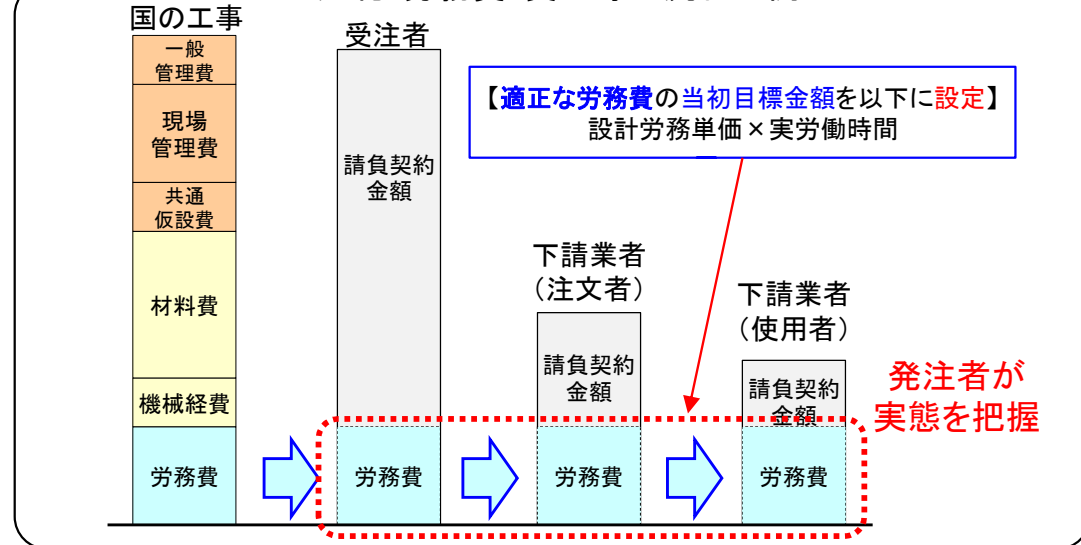 国の工事
一般
管理費
現場
管理費
共通
仮設費
材料費
機械経費
労務費
受注者
請負契約
金額
労務費
【適正な労務費の当初目標金額を以下に設定】
設計労務単価×実労働時間
下請業者
（注文者）
請負契約
金額
労務費
下請業者
（使用者）
請負契約
金額
労務費
発注者が
実態を把握